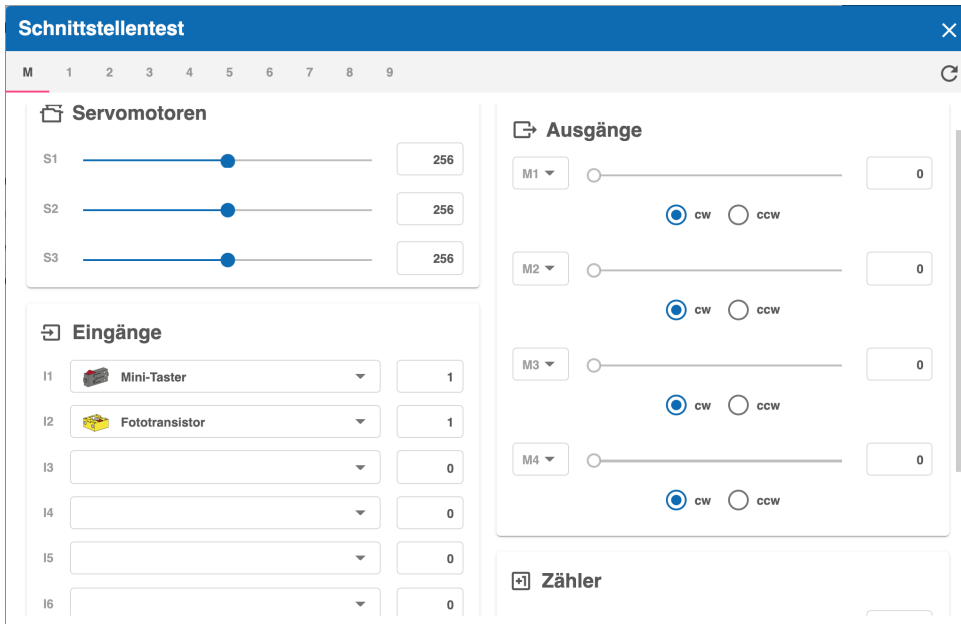 Schnittstellentest
M 1 2 3 4 5 6 7 8 9
Servomotoren
S1 256
S2 256
S3 256
Eingänge
I1 Mini-Taster 1
I2 Fototransistor 1
I3 0
I4 0
I5 0
I6 0
Ausgänge
M1 0
cw ccw
M2 0
cw ccw
M3 0
cw ccw
M4 0
cw ccw
+1 Zähler